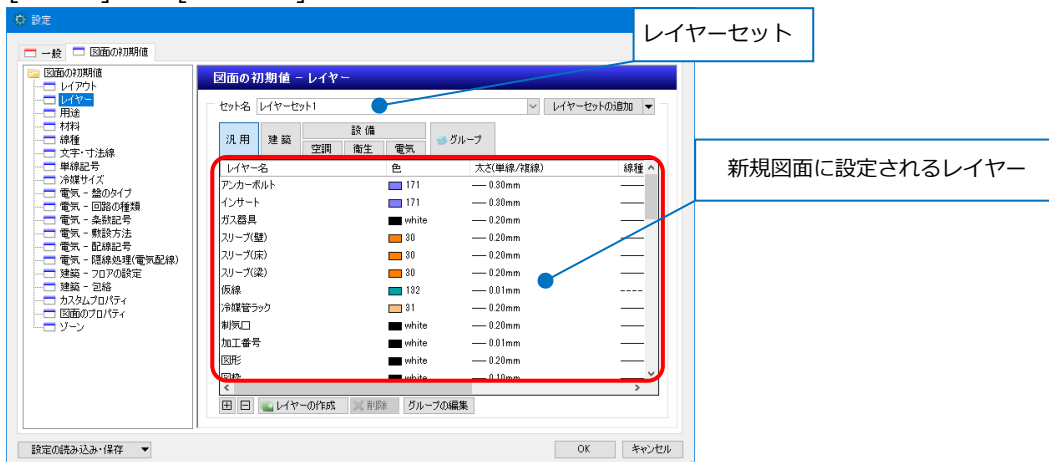 設定
レイヤーセット
一般 図面の初期値
図面の初期値
レイアウト
レイヤー
用途
材料
線種
文字・寸法線
単線記号
冷媒サイズ
電気 - 盤のタイプ
電気 - 回路の種類
電気 - 条数記号
電気 - 敷設方法
電気 - 配線記号
電気 - 隠線処理(電気配線)
建築 - フロアの設定
建築 - 包絡
カスタムプロパティ
図面のプロパティ
ゾーン
図面の初期値 - レイヤー
セット名 レイヤーセット1 レイヤーセットの追加
汎用 建築 設備 グループ
空調 衛生 電気
レイヤー名 色 太さ(単線/複線) 線種
アンカーボルト 171 0.30mm
インサート 171 0.30mm
ガス器具 white 0.20mm
スリーブ(壁) 30 0.20mm
スリーブ(床) 30 0.20mm
スリーブ(梁) 30 0.20mm
仮線 132 0.01mm
冷媒管ラック 31 0.20mm
制気口 white 0.20mm
加工番号 white 0.01mm
図形 white 0.20mm
図枠 white 0.10mm
レイヤーの作成 削除 グループの編集
新規図面に設定されるレイヤー
設定の読み込み・保存 OK キャンセル